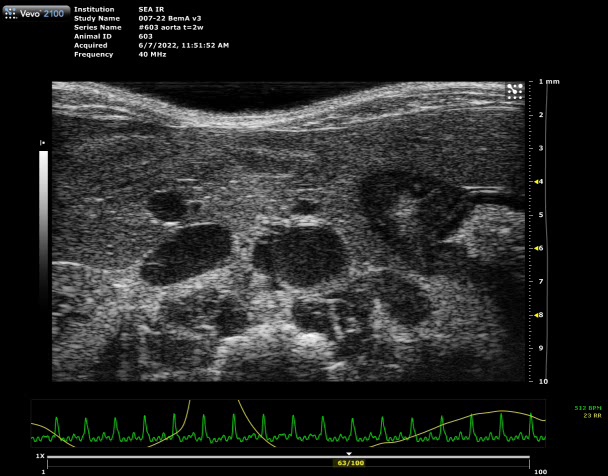 Vevo 2100
Institution SEA IR
Study Name 007-22 BemA v3
Series Name #603 aorta t=2w
Animal ID 603
Acquired 6/7/2022, 11:51:52 AM
Frequency 40 MHz
1 mm
2
3
4
5
6
7
8
9
10
512 BPM
23 RR
1X
63/100
1
100